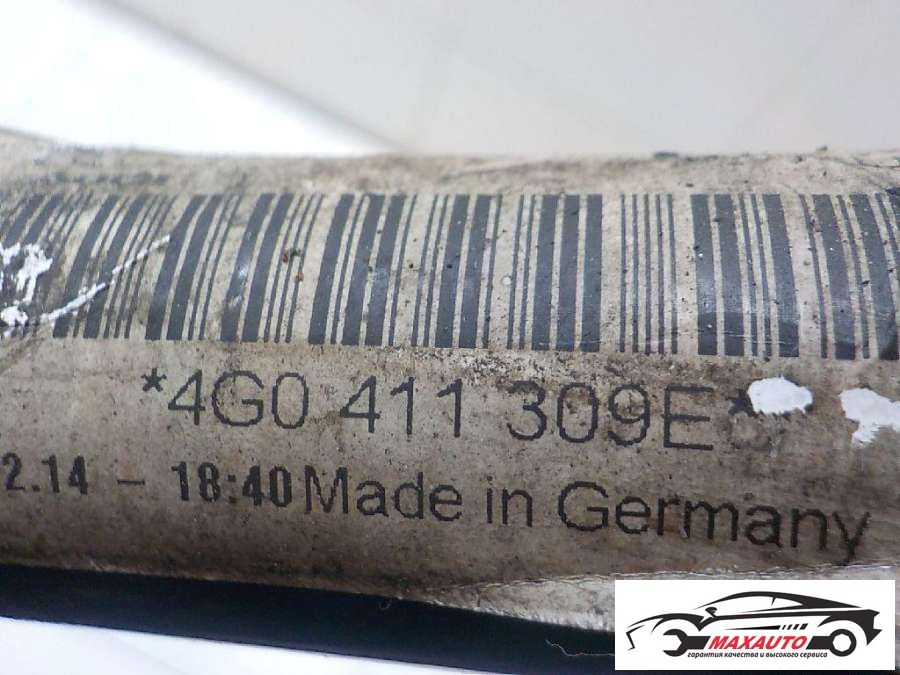 *4G0 411 309E*
2.14 - 18:40 Made in Germany
MAXAUTO
гарантия качества и высокого сервиса